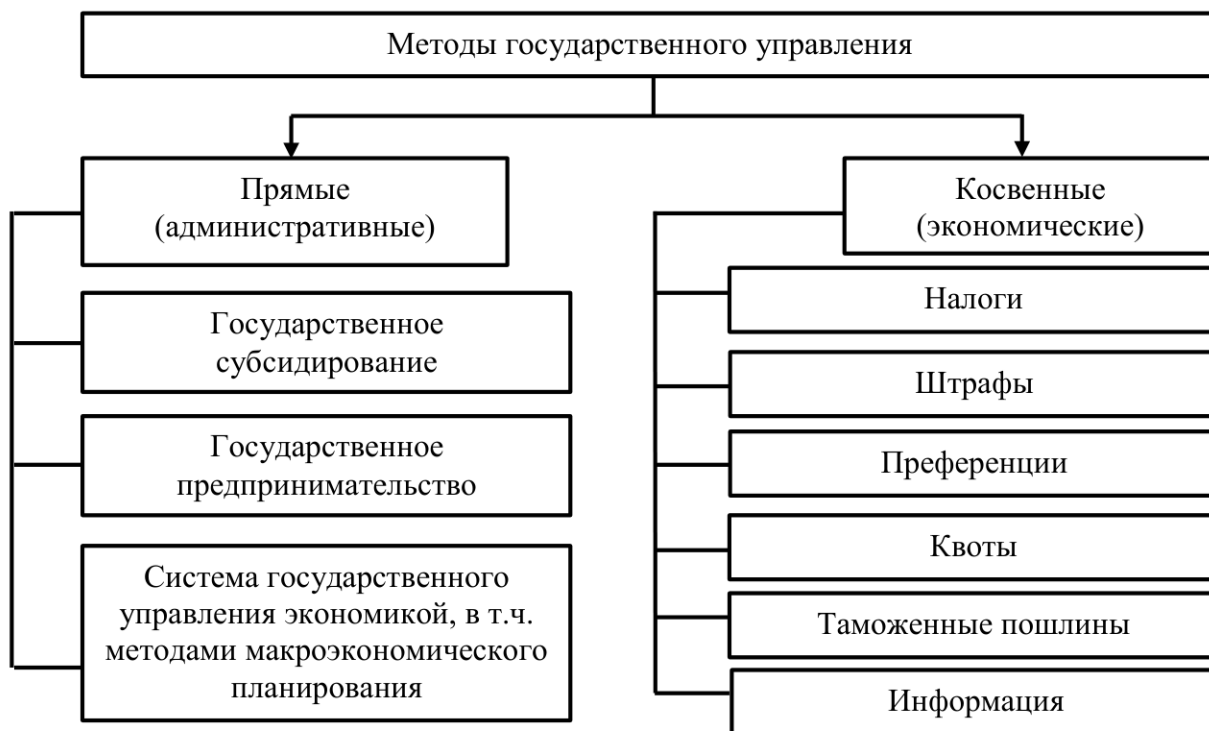 Методы государственного управления
Прямые
(административные)
Государственное
субсидирование
Государственное
предпринимательство
Система государственного
управления экономикой, в т.ч.
методами макроэкономического
планирования
Косвенные
(экономические)
Налоги
Штрафы
Преференции
Квоты
Таможенные пошлины
Информация